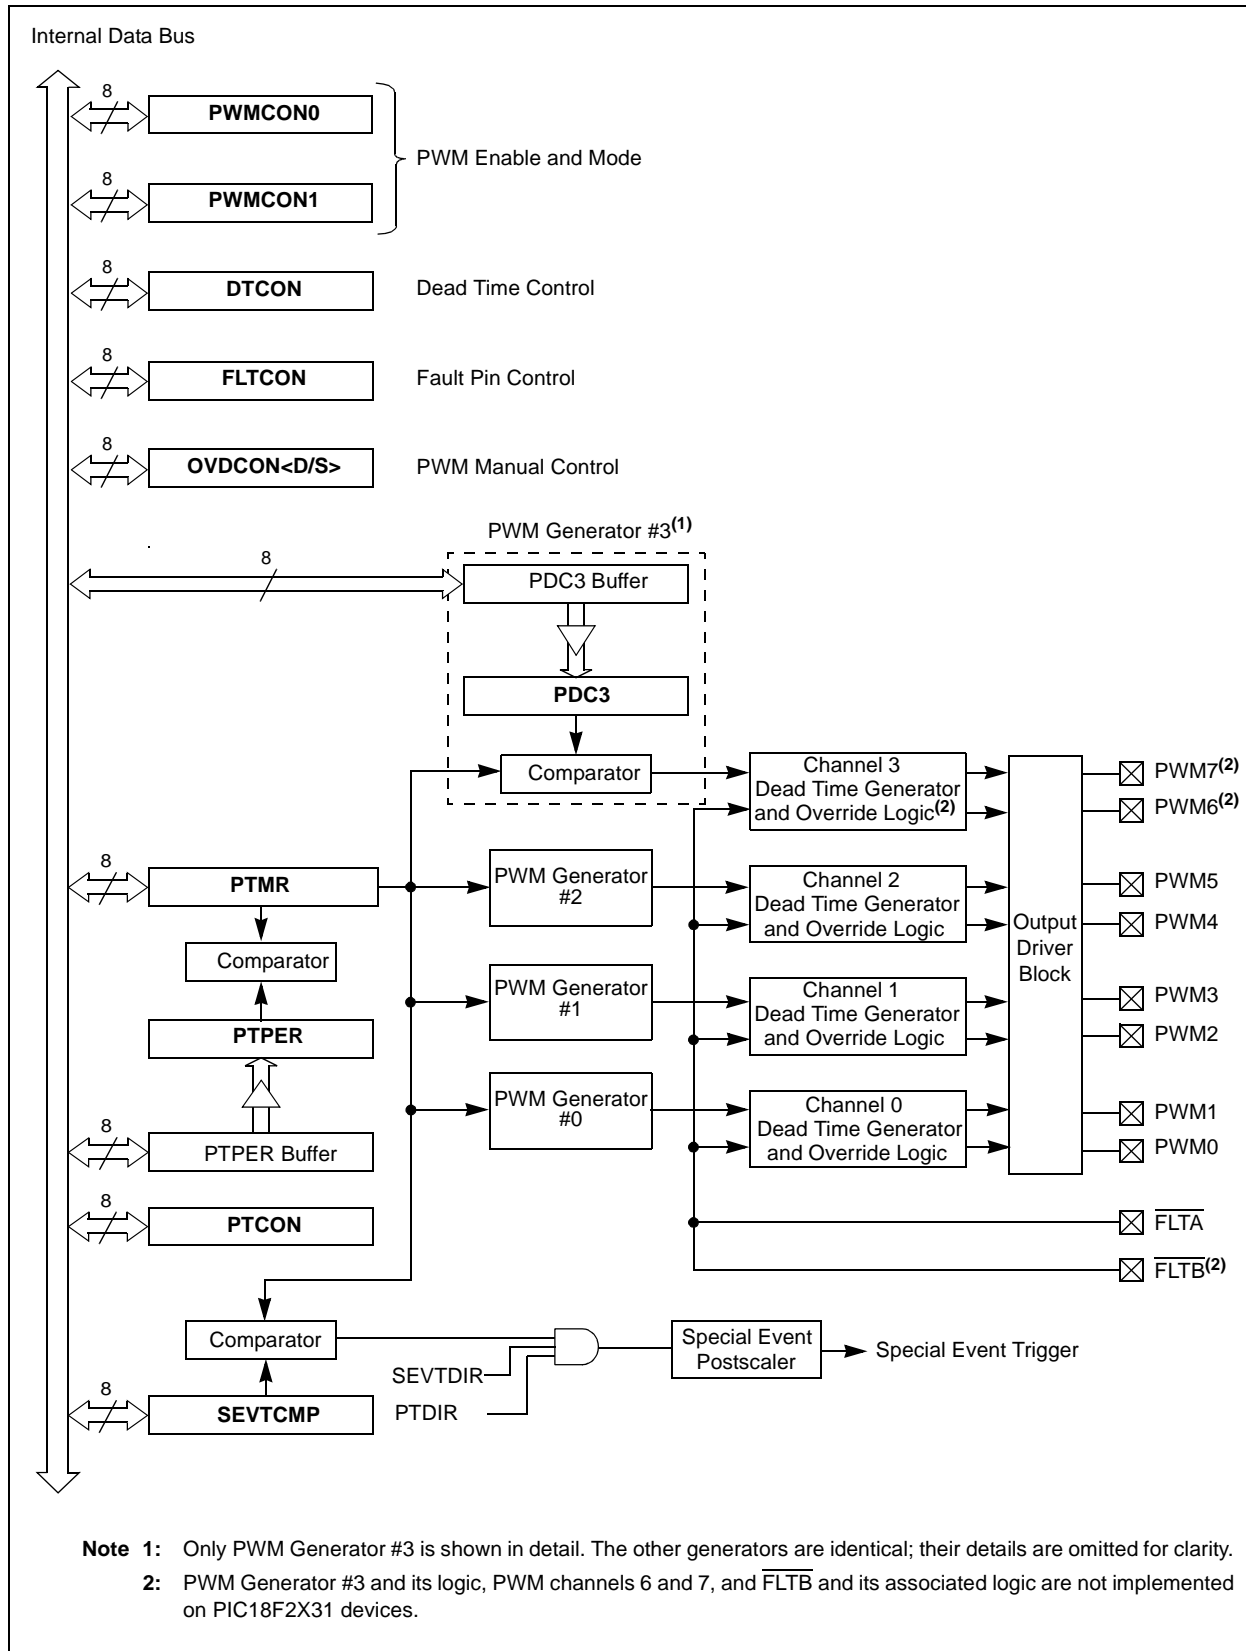 Internal Data Bus
8
PWMCON0
PWM Enable and Mode
8
PWMCON1
8
DTCON
Dead Time Control
8
FLTCON
Fault Pin Control
8
OVDCON<D/S>
PWM Manual Control
PWM Generator #3(1)
8
PDC3 Buffer
PDC3
Comparator
Channel 3
Dead Time Generator
and Override Logic(2)
PWM7(2)
PWM6(2)
8
PTMR
PWM Generator
#2
Channel 2
Dead Time Generator
and Override Logic
PWM5
PWM4
Output
Driver
Block
Comparator
PTPER
PWM Generator
#1
Channel 1
Dead Time Generator
and Override Logic
PWM3
PWM2
PWM Generator
#0
Channel 0
Dead Time Generator
and Override Logic
PWM1
PWM0
8
PTPER Buffer
8
PTCON
FLTA
FLTB(2)
Comparator
SEVTDIR
PTDIR
Special Event
Postscaler
Special Event Trigger
8
SEVTCMP
Note 1: Only PWM Generator #3 is shown in detail. The other generators are identical; their details are omitted for clarity.
2: PWM Generator #3 and its logic, PWM channels 6 and 7, and FLTB and its associated logic are not implemented
on PIC18F2X31 devices.